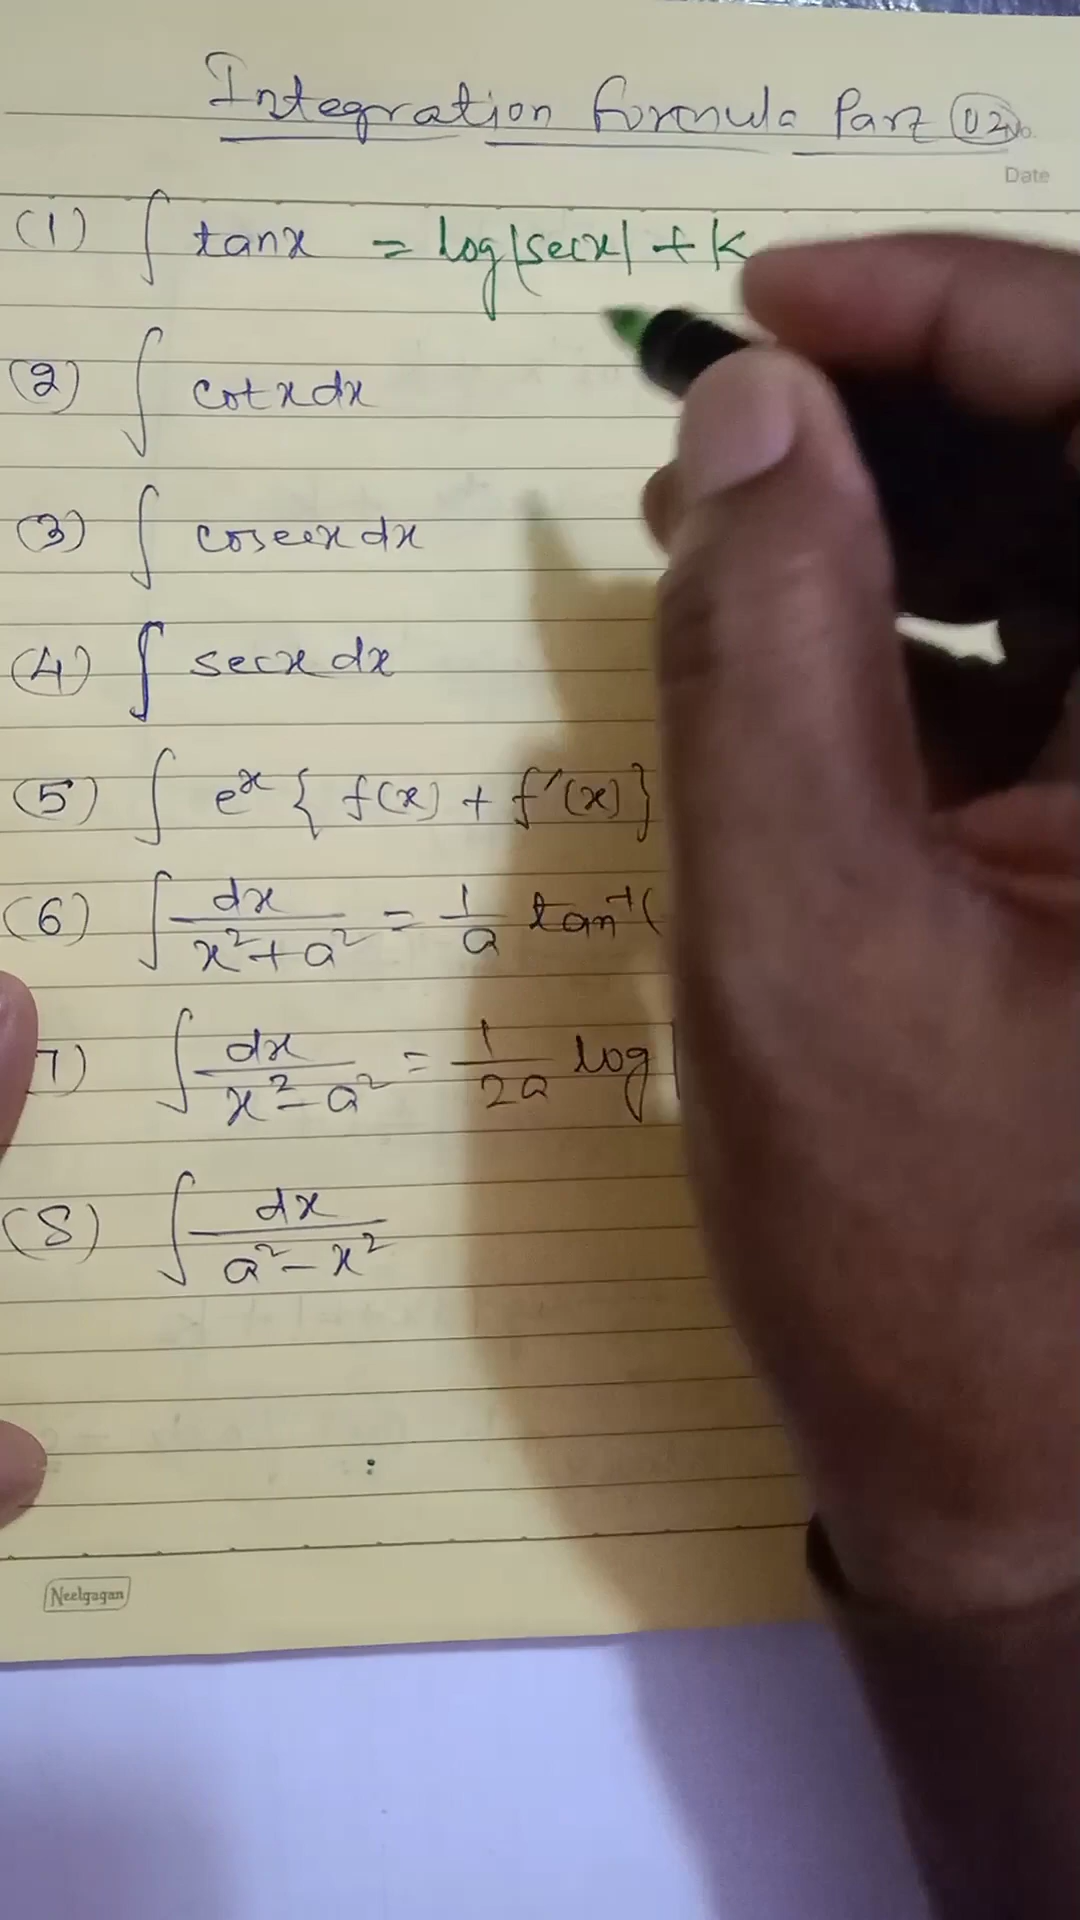 Integration Formula Part 02
Date
(1) ∫ tanx = log|secx| + k
(2) ∫ cotx dx
(3) ∫ cosecx dx
(4) ∫ secx dx
(5) ∫ e^x { f(x) + f'(x) }
(6) ∫ dx/(x²+a²) = 1/a tan⁻¹(
7) ∫ dx/(x²-a²) = 1/2a log |
(8) ∫ dx/(a²-x²)
Neelgagan